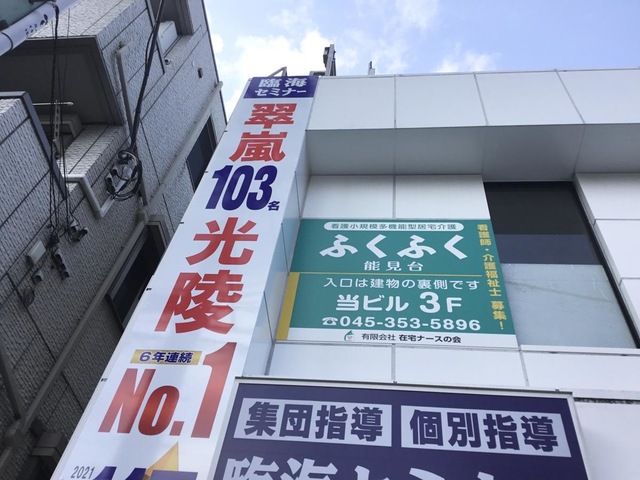 臨海
セミナー
翠嵐
103名
光陵
6年連続
No.1
2021
看護小規模多機能型居宅介護
ふくふく
能見台
入口は建物の裏側です
当ビル 3F
☎045-353-5896
有限会社 在宅ナースの会
看護師・介護福祉士 募集！
集団指導
個別指導